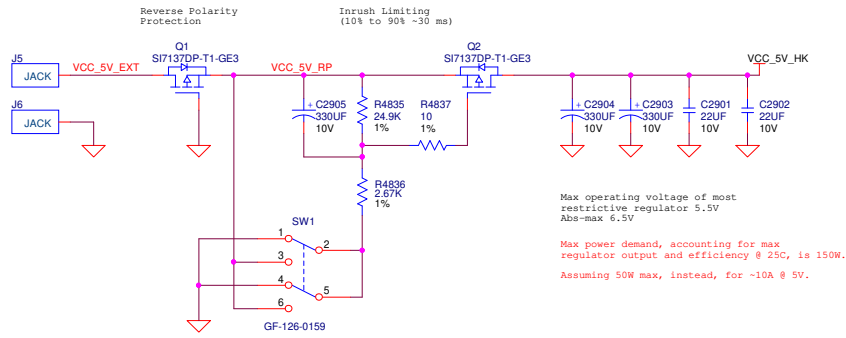 Reverse Polarity
Protection
Inrush Limiting
(10% to 90% ~30 ms)
Q1
SI7137DP-T1-GE3
Q2
SI7137DP-T1-GE3
J5
JACK
VCC_5V_EXT
VCC_5V_RP
VCC_5V_HK
J6
JACK
C2905
330UF
10V
R4835
24.9K
1%
R4837
10
1%
C2904
330UF
10V
C2903
330UF
10V
C2901
22UF
10V
C2902
22UF
10V
R4836
2.67K
1%
SW1
1
2
3
4
5
6
GF-126-0159
Max operating voltage of most
restrictive regulator 5.5V
Abs-max 6.5V
Max power demand, accounting for max
regulator output and efficiency @ 25C, is 150W.
Assuming 50W max, instead, for ~10A @ 5V.